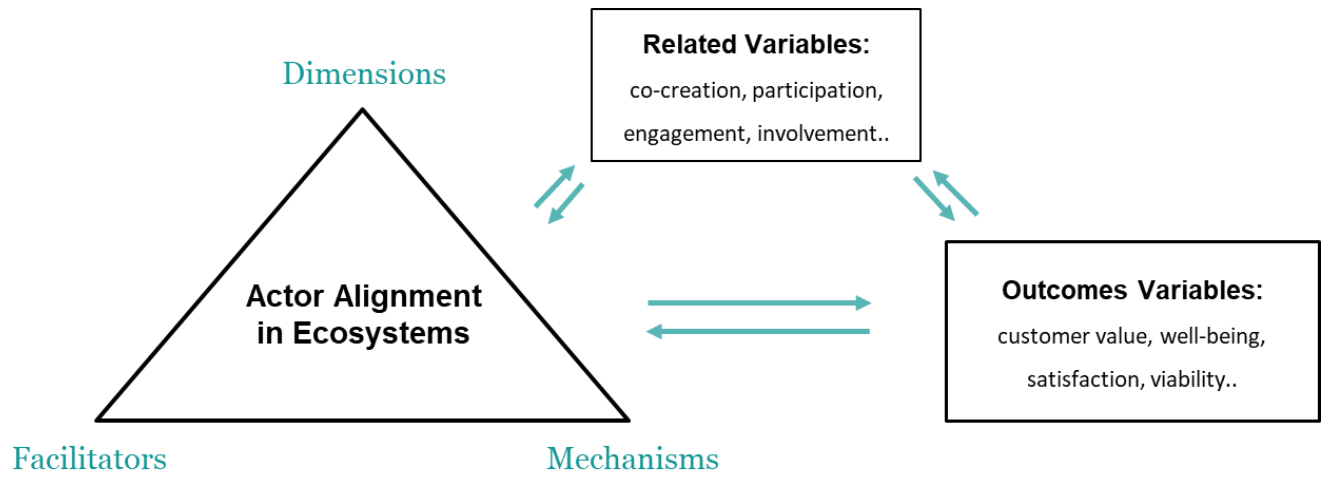 Dimensions
Related Variables:
co-creation, participation,
engagement, involvement..
Actor Alignment
in Ecosystems
Outcomes Variables:
customer value, well-being,
satisfaction, viability..
Facilitators
Mechanisms